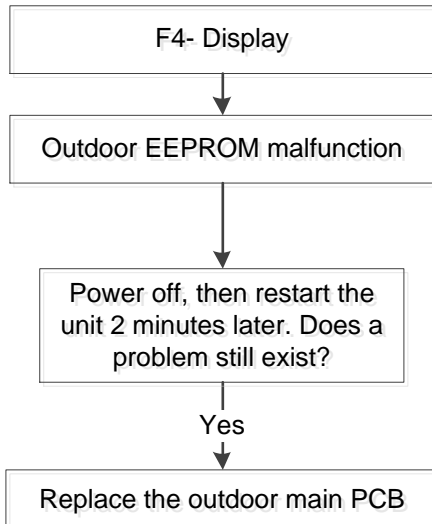 F4- Display
Outdoor EEPROM malfunction
Power off, then restart the
unit 2 minutes later. Does a
problem still exist?
Yes
Replace the outdoor main PCB